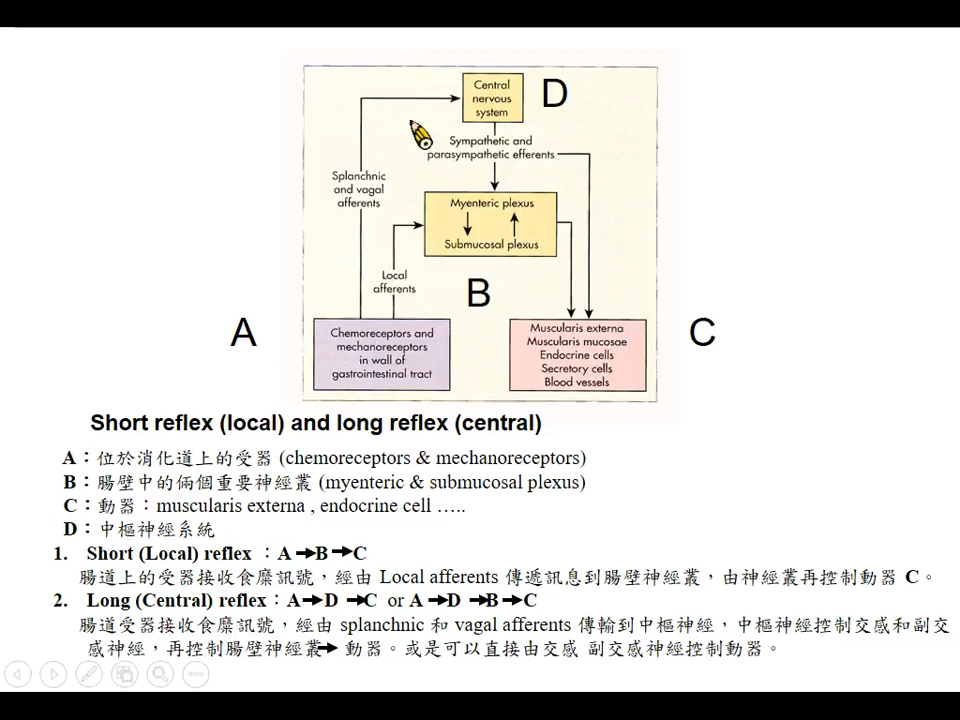 Central
nervous
system
D
Sympathetic and
parasympathetic efferents
Splanchnic
and vagal
afferents
Myenteric plexus
Submucosal plexus
Local
afferents
B
A
Chemoreceptors and
mechanoreceptors
in wall of
gastrointestinal tract
Muscularis externa
Muscularis mucosae
Endocrine cells
Secretory cells
Blood vessels
C
Short reflex (local) and long reflex (central)
A：位於消化道上的受器 (chemoreceptors & mechanoreceptors)
B：腸壁中的倆個重要神經叢 (myenteric & submucosal plexus)
C：動器：muscularis externa , endocrine cell …..
D：中樞神經系統
1. Short (Local) reflex ：A➔B➔C
腸道上的受器接收食糜訊號，經由 Local afferents 傳遞訊息到腸壁神經叢，由神經叢再控制動器 C。
2. Long (Central) reflex：A➔D ➔C or A➔D ➔B➔C
腸道受器接收食糜訊號，經由 splanchnic 和 vagal afferents 傳輸到中樞神經，中樞神經控制交感和副交
感神經，再控制腸壁神經叢➔ 動器。或是可以直接由交感 副交感神經控制動器。